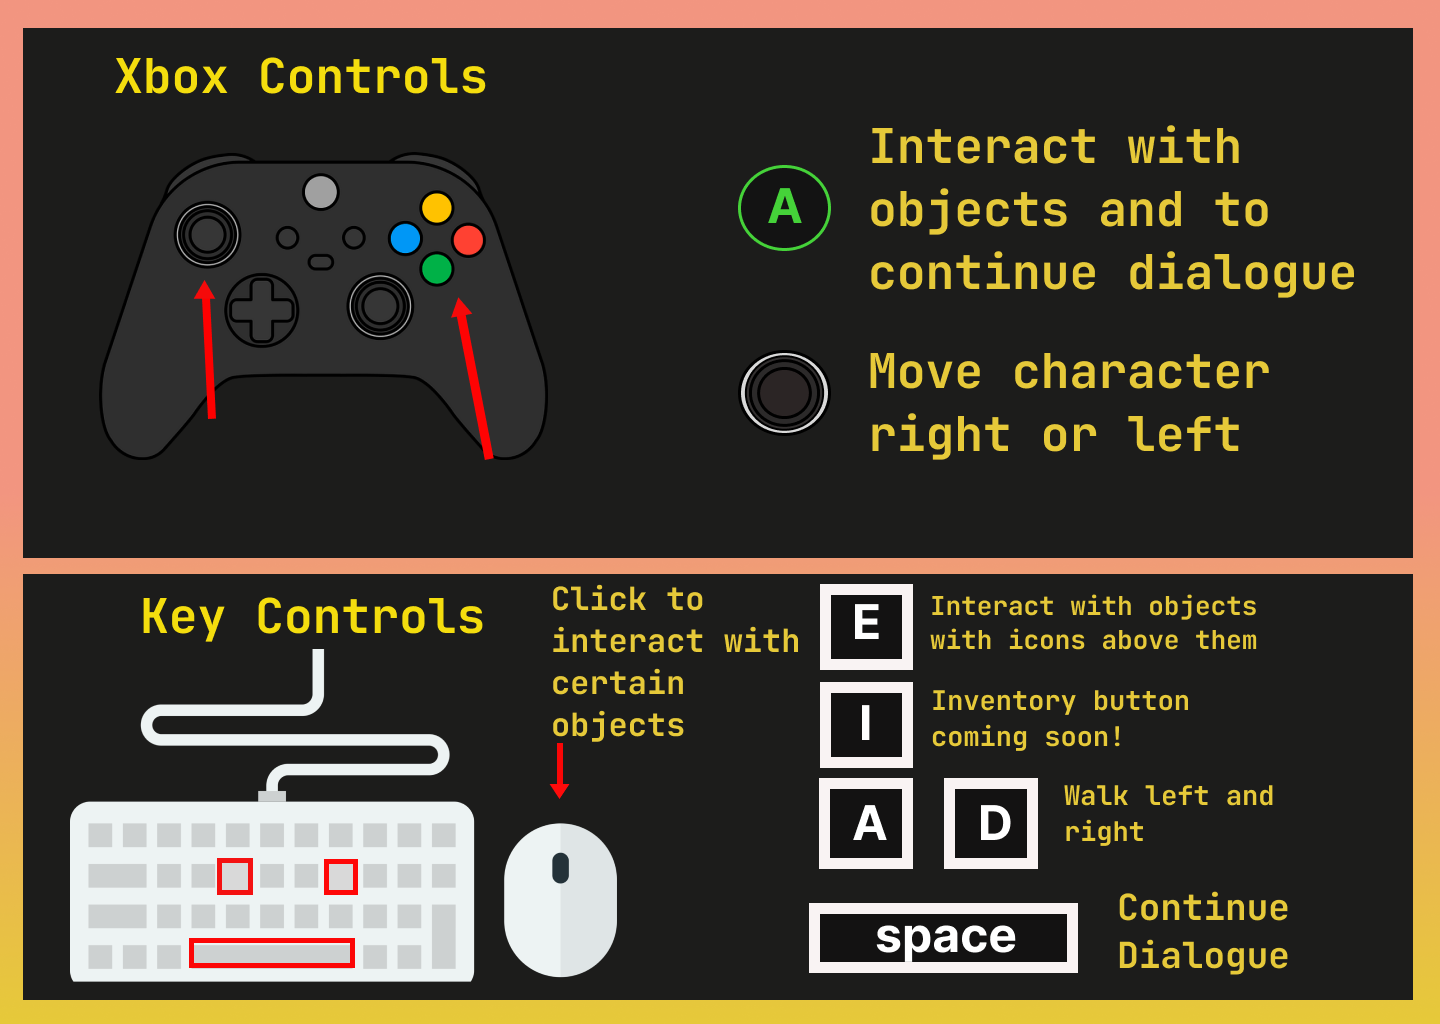 Xbox Controls
A
Interact with
objects and to
continue dialogue
Move character
right or left
Key Controls
Click to
interact with
certain
objects
E
Interact with objects
with icons above them
I
Inventory button
coming soon!
A
D
Walk left and
right
space
Continue
Dialogue